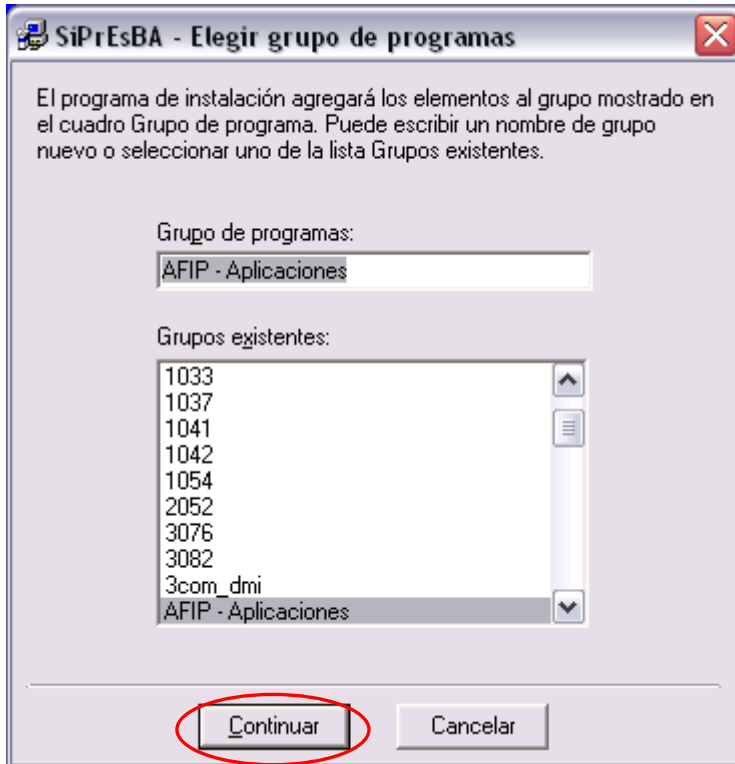 SiPrEsBA - Elegir grupo de programas
El programa de instalación agregará los elementos al grupo mostrado en
el cuadro Grupo de programa. Puede escribir un nombre de grupo
nuevo o seleccionar uno de la lista Grupos existentes.
Grupo de programas:
AFIP - Aplicaciones
Grupos existentes:
1033
1037
1041
1042
1054
2052
3076
3082
3com_dmi
AFIP - Aplicaciones
Continuar
Cancelar